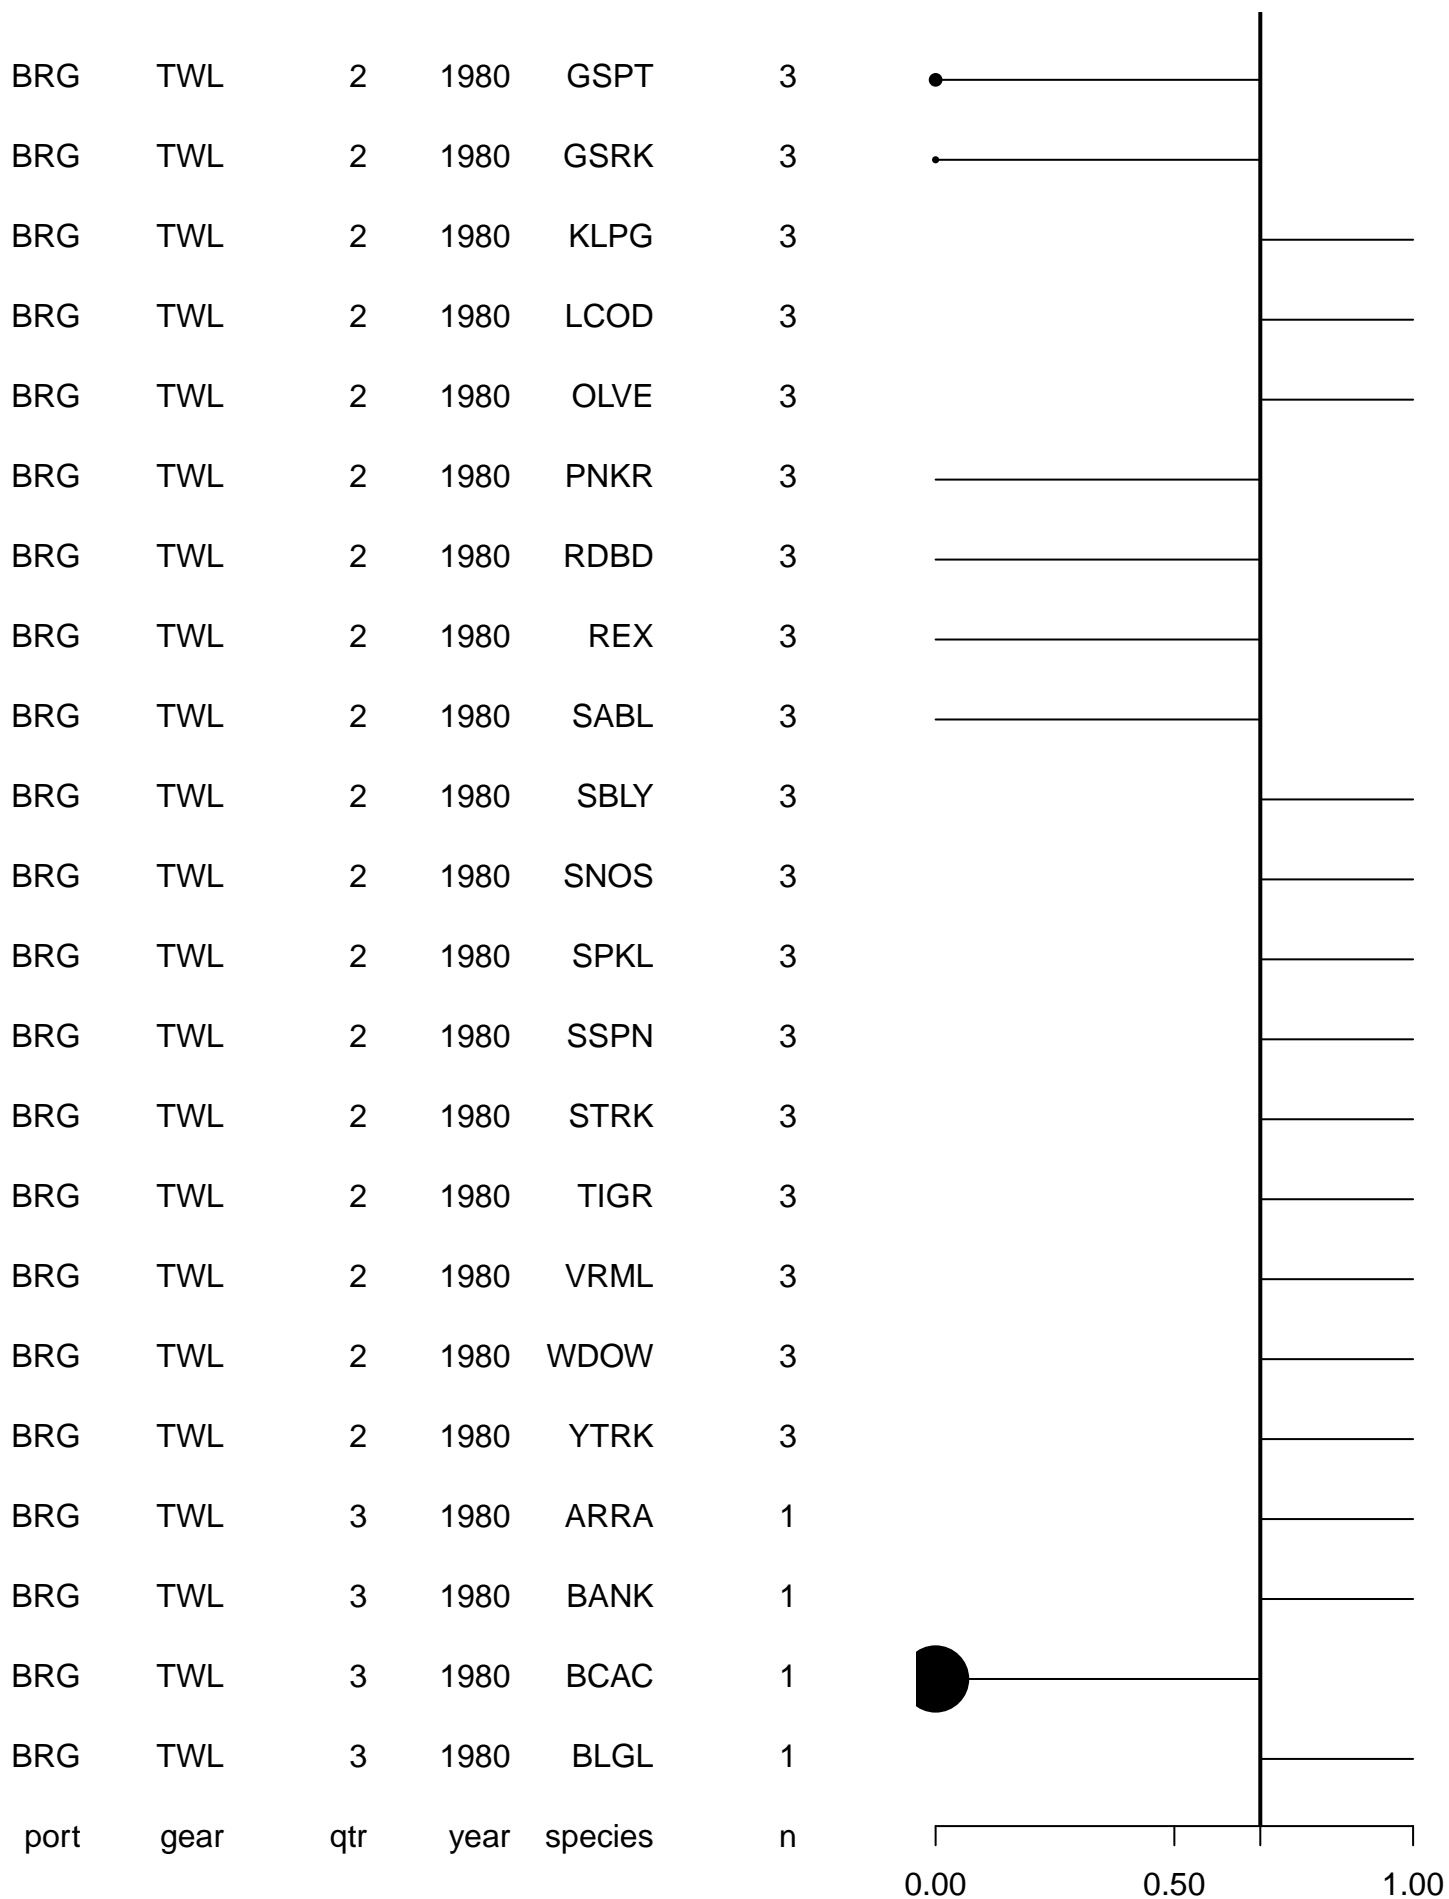 BRG TWL 2 1980 GSPT 3
BRG TWL 2 1980 GSRK 3
BRG TWL 2 1980 KLPG 3
BRG TWL 2 1980 LCOD 3
BRG TWL 2 1980 OLVE 3
BRG TWL 2 1980 PNKR 3
BRG TWL 2 1980 RDBD 3
BRG TWL 2 1980 REX 3
BRG TWL 2 1980 SABL 3
BRG TWL 2 1980 SBLY 3
BRG TWL 2 1980 SNOS 3
BRG TWL 2 1980 SPKL 3
BRG TWL 2 1980 SSPN 3
BRG TWL 2 1980 STRK 3
BRG TWL 2 1980 TIGR 3
BRG TWL 2 1980 VRML 3
BRG TWL 2 1980 WDOW 3
BRG TWL 2 1980 YTRK 3
BRG TWL 3 1980 ARRA 1
BRG TWL 3 1980 BANK 1
BRG TWL 3 1980 BCAC 1
BRG TWL 3 1980 BLGL 1
port gear qtr year species n
0.00 0.50 1.00